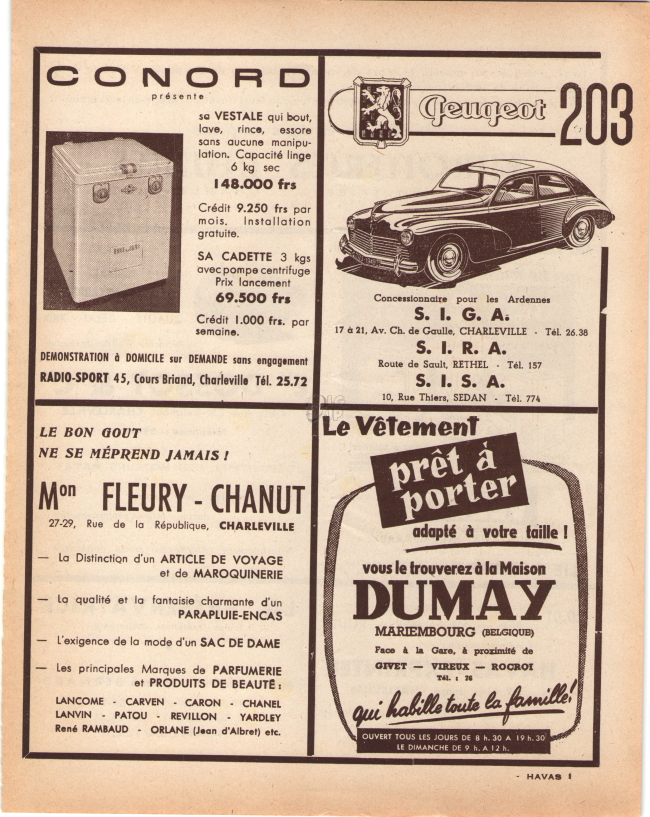 CONORD
présente
sa VESTALE qui bout,
lave, rince, essore
sans aucune manipu-
lation. Capacité linge
6 kg sec
148.000 frs
Crédit 9.250 frs par
mois. Installation
gratuite.
SA CADETTE 3 kgs
avec pompe centrifuge
Prix lancement
69.500 frs
Crédit 1.000 frs. par
semaine.
DEMONSTRATION à DOMICILE sur DEMANDE sans engagement
RADIO-SPORT 45, Cours Briand, Charleville Tél. 25.72
Peugeot 203
Concessionnaire pour les Ardennes
S. I. G. A.
17 à 21, Av. Ch. de Gaulle, CHARLEVILLE - Tél. 26.38
S. I. R. A.
Route de Sault, RETHEL - Tél. 157
S. I. S. A.
10, Rue Thiers, SEDAN - Tél. 774
LE BON GOUT
NE SE MÉPREND JAMAIS !
Mon FLEURY - CHANUT
27-29, Rue de la République, CHARLEVILLE
— La Distinction d'un ARTICLE DE VOYAGE
et de MAROQUINERIE
— La qualité et la fantaisie charmante d'un
PARAPLUIE-ENCAS
— L'exigence de la mode d'un SAC DE DAME
— Les principales Marques de PARFUMERIE
et PRODUITS DE BEAUTÉ :
LANCOME - CARVEN - CARON - CHANEL
LANVIN - PATOU - REVILLON - YARDLEY
René RAMBAUD - ORLANE (Jean d'Albret) etc.
Le Vêtement
prêt à
porter
adapté à votre taille !
vous le trouverez à la Maison
DUMAY
MARIEMBOURG (BELGIQUE)
Face à la Gare, à proximité de
GIVET — VIREUX — ROCROI
Tél. : 26
qui habille toute la famille!
OUVERT TOUS LES JOURS DE 8 h. 30 A 19 h. 30
LE DIMANCHE DE 9 h. A 12 h.
- HAVAS 1